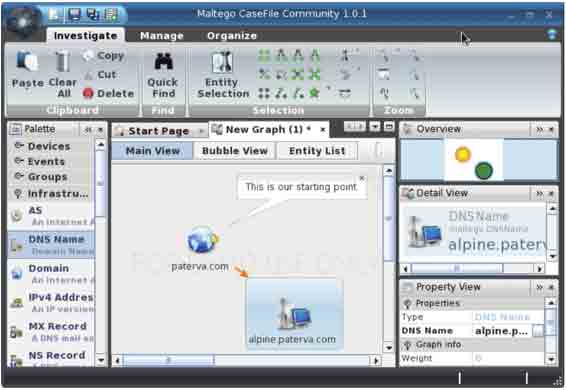 Maltego CaseFile Community 1.0.1
Investigate Manage Organize
Copy
Paste Clear All
Cut
Delete
Quick Find
Entity Selection
Clipboard Find Selection Zoom
Palette
Start Page New Graph (1) *
Overview
Devices
Events
Groups
Infrastru...
Main View Bubble View Entity List
This is our starting point
AS
An Internet A
DNS Name
Domain Name
Domain
An Internet d
IPv4 Addres
An IP version
MX Record
A DNS mail ex
NS Record
paterva.com
alpine.paterva.com
Detail View
DNS Name
maltego.DNSName
alpine.paterv
Property View
Properties
Type DNS Name
DNS Name alpine.p...
Graph info
Weight 0